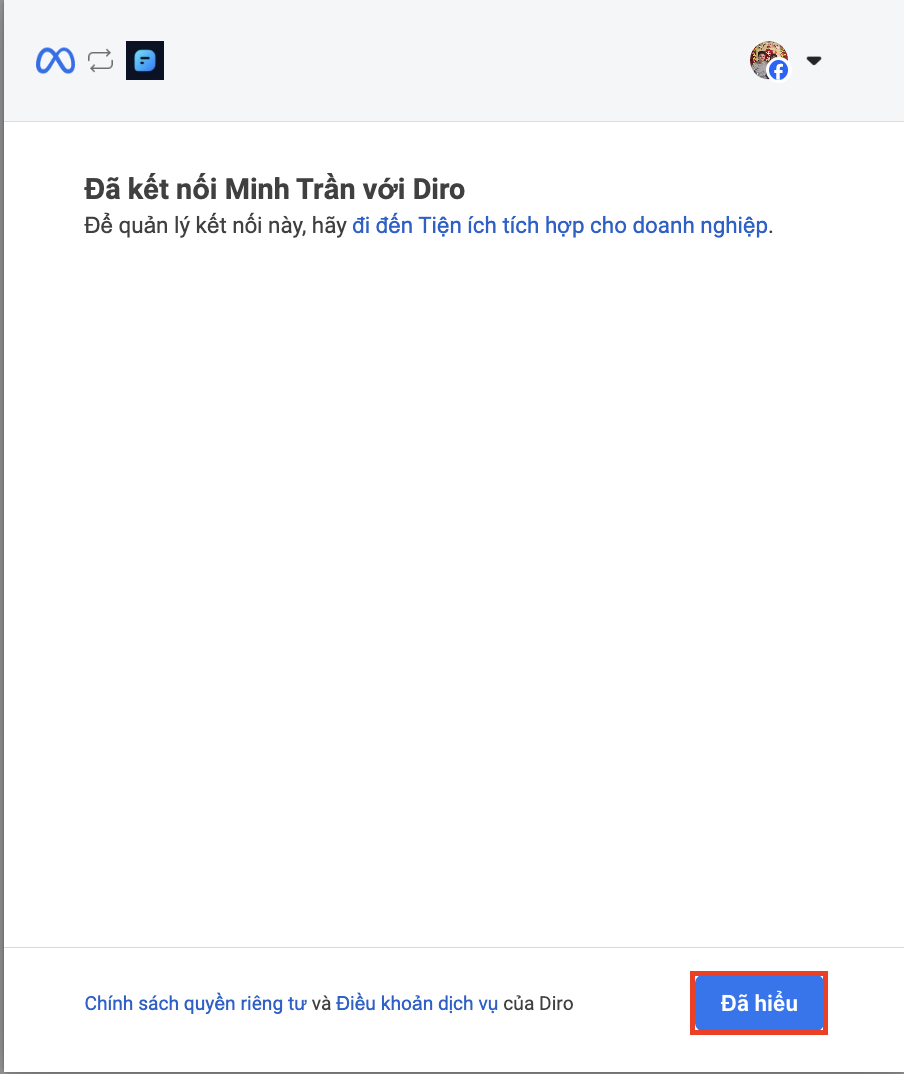 Đã kết nối Minh Trần với Diro
Để quản lý kết nối này, hãy đi đến Tiện ích tích hợp cho doanh nghiệp.
Chính sách quyền riêng tư và Điều khoản dịch vụ của Diro
Đã hiểu